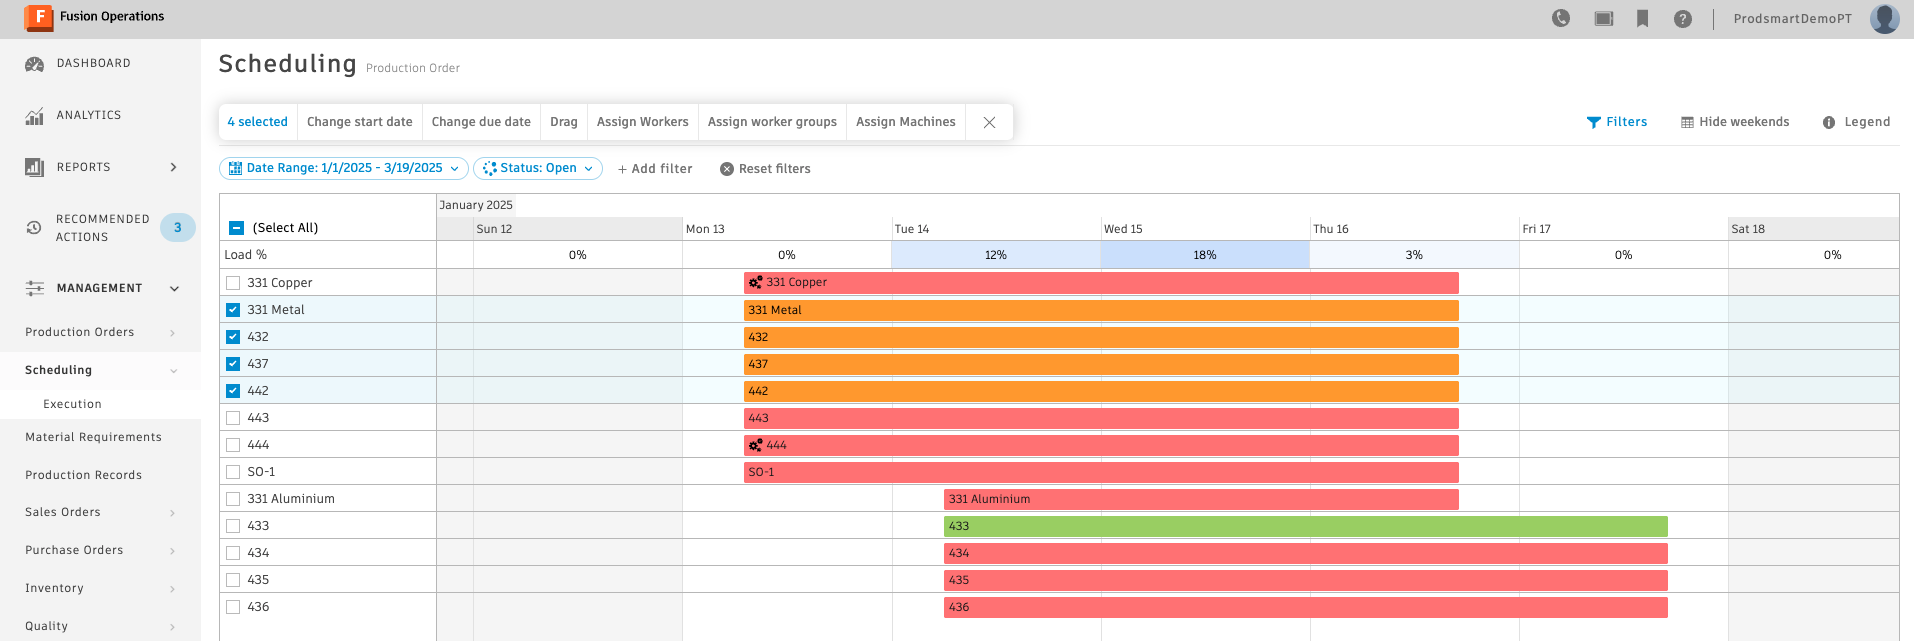 F Fusion Operations
ProdsmartDemoPT
DASHBOARD
ANALYTICS
REPORTS
RECOMMENDED
ACTIONS
3
MANAGEMENT
Production Orders
Scheduling
Execution
Material Requirements
Production Records
Sales Orders
Purchase Orders
Inventory
Quality
Scheduling Production Order
4 selected Change start date Change due date Drag Assign Workers Assign worker groups Assign Machines
Filters Hide weekends Legend
Date Range: 1/1/2025 - 3/19/2025 Status: Open + Add filter Reset filters
January 2025
(Select All) Sun 12 Mon 13 Tue 14 Wed 15 Thu 16 Fri 17 Sat 18
Load % 0% 0% 12% 18% 3% 0% 0%
331 Copper 331 Copper
331 Metal 331 Metal
432 432
437 437
442 442
443 443
444 444
SO-1 SO-1
331 Aluminium 331 Aluminium
433 433
434 434
435 435
436 436